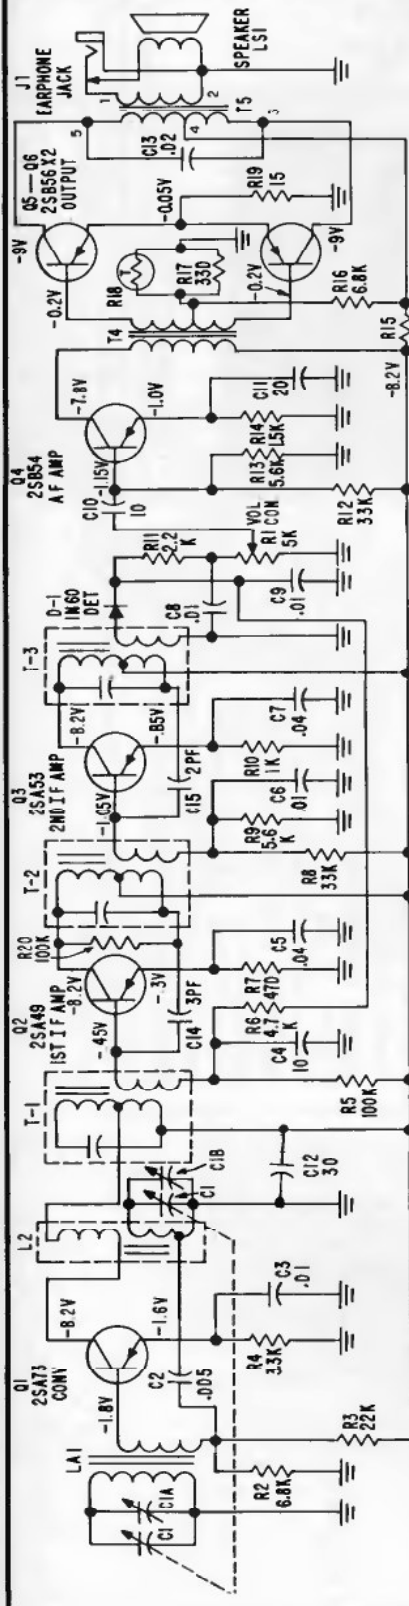 Q1
2SA73
CONV
LA1
-8.2V
-1.8V
-1.6V
C1
C1A
R2
6.8K
R3
22K
C2
.005
R4
3.3K
C3
.01
L2
C1
C1B
C12
30
T-1
Q2
2SA49
1ST IF AMP
R20
100K
-8.2V
-.45V
-.3V
C14
3PF
R5
100K
C4
10
R6
4.7
K
R7
470
C5
.04
T-2
Q3
2SA53
2ND IF AMP
-8.2V
-1.05V
-.85V
C15
2PF
R8
33K
R9
5.6
K
C6
.01
R10
1K
C7
.04
T-3
D-1
1N60
DET
C8
.01
R11
2.2
K
C9
.01
VOL
CON.
R1
5K
Q4
2SB54
AF AMP
C10
10
-7.8V
-1.15V
-1.0V
R12
33K
R13
5.6K
R14
1.5K
C11
20
T4
Q5—Q6
2SB56X2
OUTPUT
-9V
-0.2V
R18
T
R17
330
-0.05V
-0.2V
-9V
R19
15
R16
6.8K
R15
-8.2V
C13
.02
5
4
3
T5
1
2
J1
EARPHONE
JACK
SPEAKER
LS1